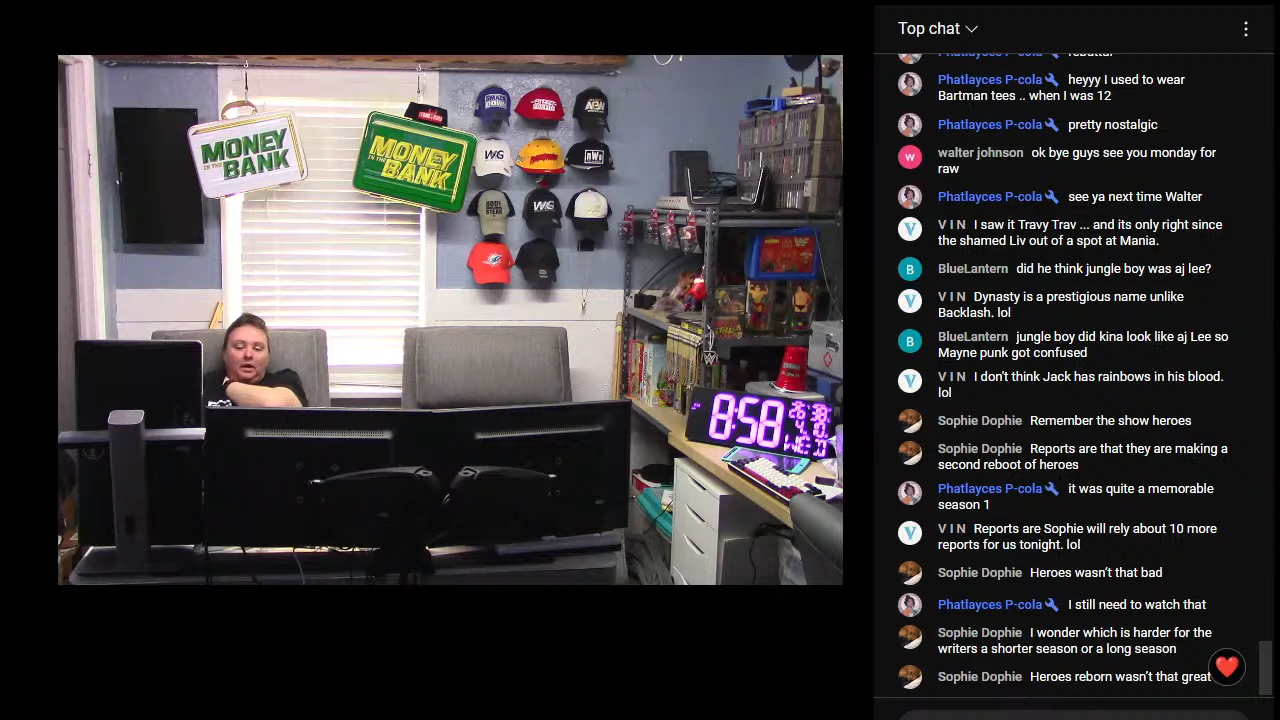 MONEY
IN THE
BANK
MONEY
IN THE
BANK
W/G
nWo
W/G
8:58
Top chat
Phatlayces P-cola heyyy I used to wear
Bartman tees .. when I was 12
Phatlayces P-cola pretty nostalgic
walter johnson ok bye guys see you monday for
raw
Phatlayces P-cola see ya next time Walter
V I N I saw it Travy Trav ... and its only right since
the shamed Liv out of a spot at Mania.
BlueLantern did he think jungle boy was aj lee?
V I N Dynasty is a prestigious name unlike
Backlash. lol
BlueLantern jungle boy did kina look like aj Lee so
Mayne punk got confused
V I N I don't think Jack has rainbows in his blood.
lol
Sophie Dophie Remember the show heroes
Sophie Dophie Reports are that they are making a
second reboot of heroes
Phatlayces P-cola it was quite a memorable
season 1
V I N Reports are Sophie will rely about 10 more
reports for us tonight. lol
Sophie Dophie Heroes wasn't that bad
Phatlayces P-cola I still need to watch that
Sophie Dophie I wonder which is harder for the
writers a shorter season or a long season
Sophie Dophie Heroes reborn wasn't that great